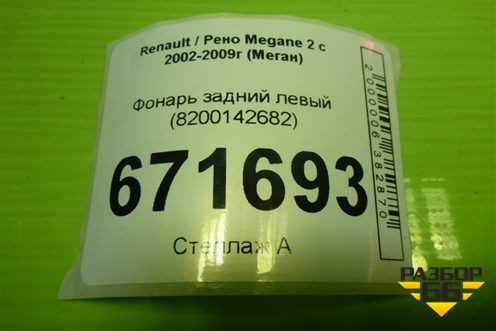 Renault / Рено Megane 2 с
2002-2009г (Меган)
Фонарь задний левый
(8200142682)
671693
Стеллаж А
2000006382870
РАЗБОР
66